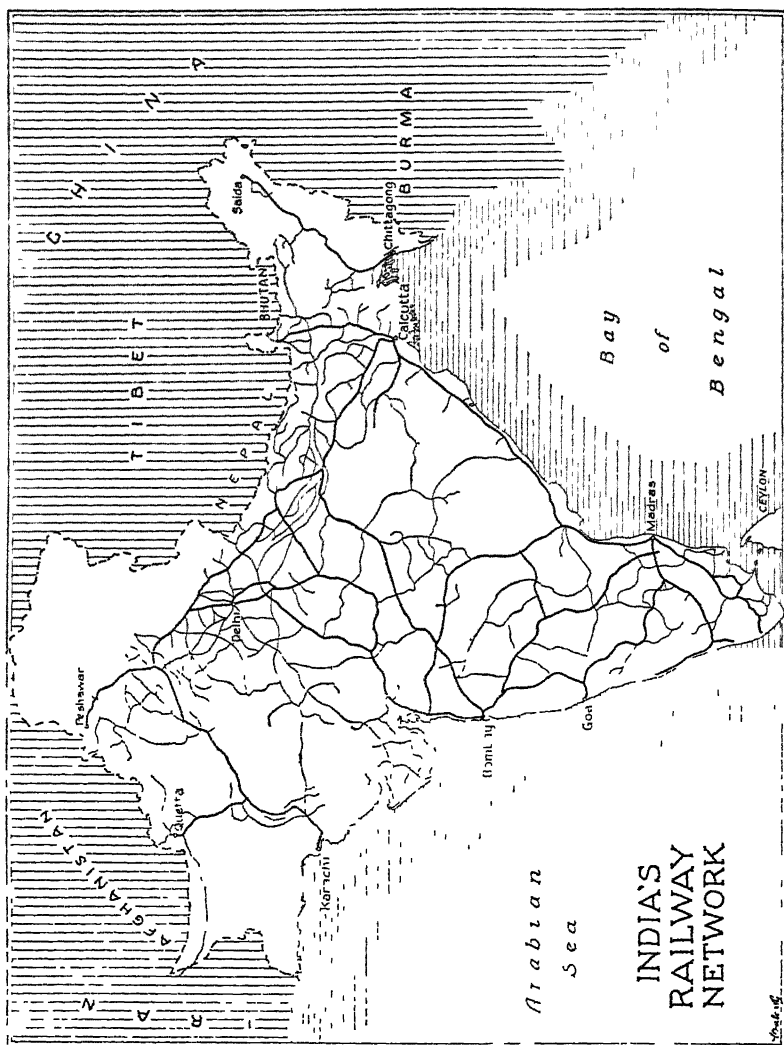 INDIA'S
RAILWAY
NETWORK
CHINA
TIBET
NEPAL
BHUTAN
BURMA
AFGHANISTAN
IRAN
Peshawar
Quetta
Karachi
Delhi
Saida
Chittagong
Calcutta
Bombay
Goa
Madras
CEYLON
Arabian
Sea
Bay
of
Bengal